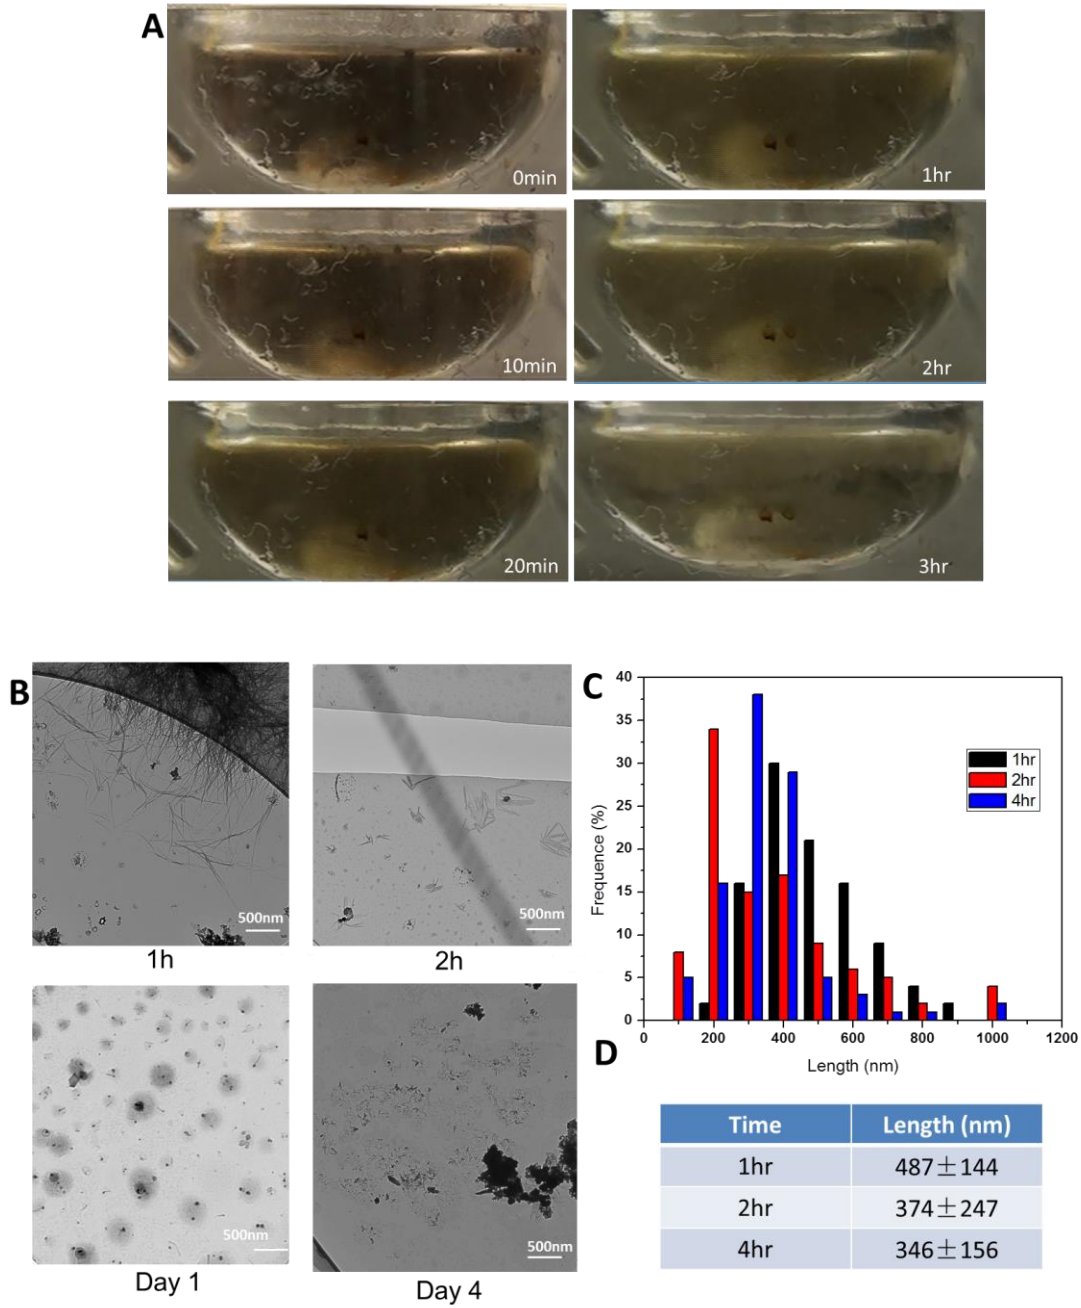 A
0min
1hr
10min
2hr
20min
3hr
B
500nm
1h
500nm
2h
500nm
Day 1
500nm
Day 4
C
40
35
30
25
20
15
10
5
0
Frequence (%)
1hr
2hr
4hr
0 200 400 600 800 1000 1200
Length (nm)
D
Time Length (nm)
1hr 487±144
2hr 374±247
4hr 346±156